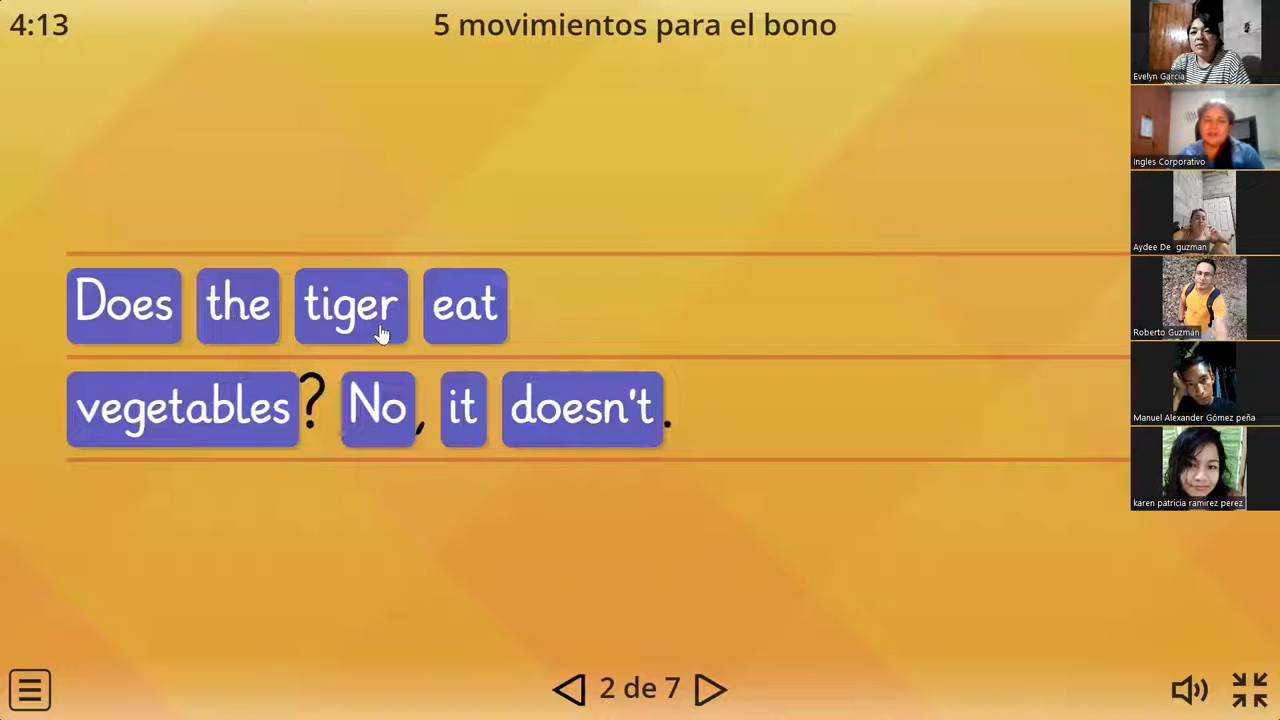 4:13
5 movimientos para el bono
Evelyn Garcia
Ingles Corporativo
Aydee De guzman
Does the tiger eat
Roberto Guzmán
vegetables? No, it doesn't.
Manuel Alexander Gómez peña
karen patricia ramirez perez
2 de 7